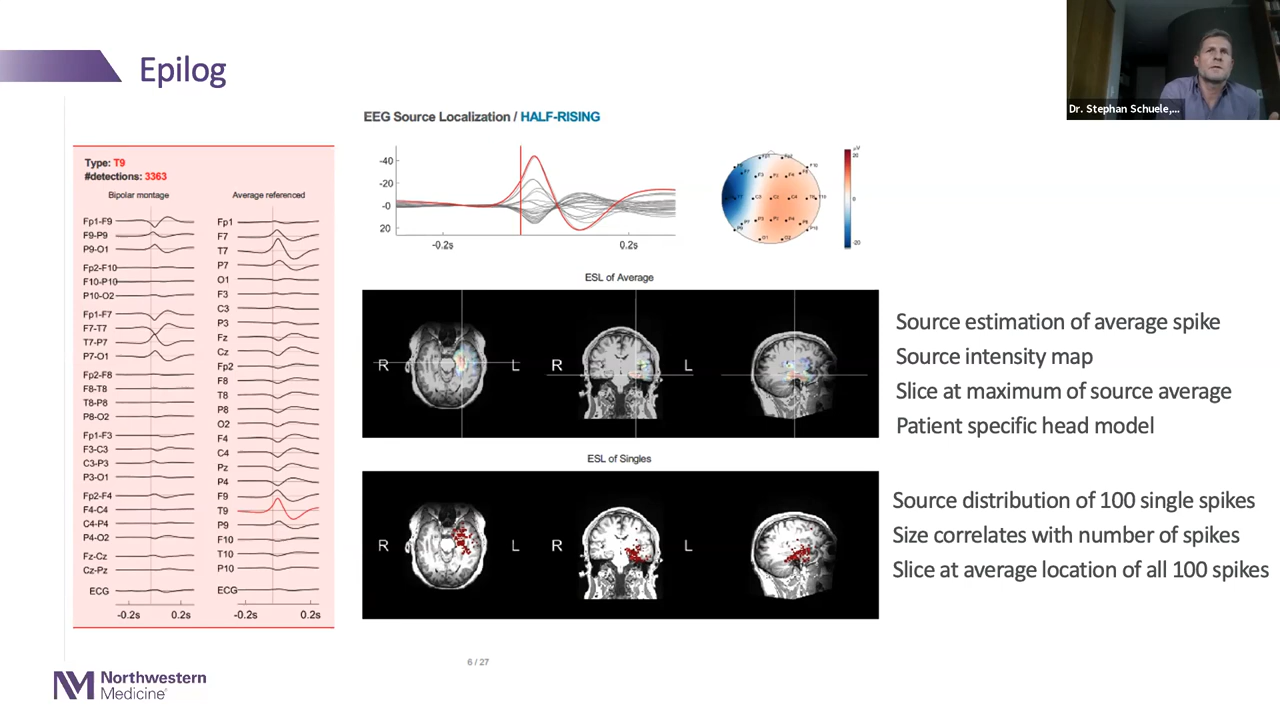 Epilog
Dr. Stephan Schuele,...
EEG Source Localization / HALF-RISING
Type: T9
#detections: 3363
Bipolar montage
Average referenced
Fp1-F9
F9-P9
P9-O1
Fp2-F10
F10-P10
P10-O2
Fp1-F7
F7-T7
T7-P7
P7-O1
Fp2-F8
F8-T8
T8-P8
P8-O2
Fp1-F3
F3-C3
C3-P3
P3-O1
Fp2-F4
F4-C4
C4-P4
P4-O2
Fz-Cz
Cz-Pz
ECG
-0.2s 0.2s
Fp1
F7
T7
P7
O1
F3
C3
P3
Fz
Cz
Fp2
F8
T8
P8
O2
F4
C4
Pz
P4
F9
T9
P9
F10
T10
P10
ECG
-0.2s 0.2s
-40
-20
-0
20
-0.2s 0.2s
µV
20
0
-20
ESL of Average
R L R L
Source estimation of average spike
Source intensity map
Slice at maximum of source average
Patient specific head model
ESL of Singles
R L R L
Source distribution of 100 single spikes
Size correlates with number of spikes
Slice at average location of all 100 spikes
6 / 27
NM Northwestern
Medicine